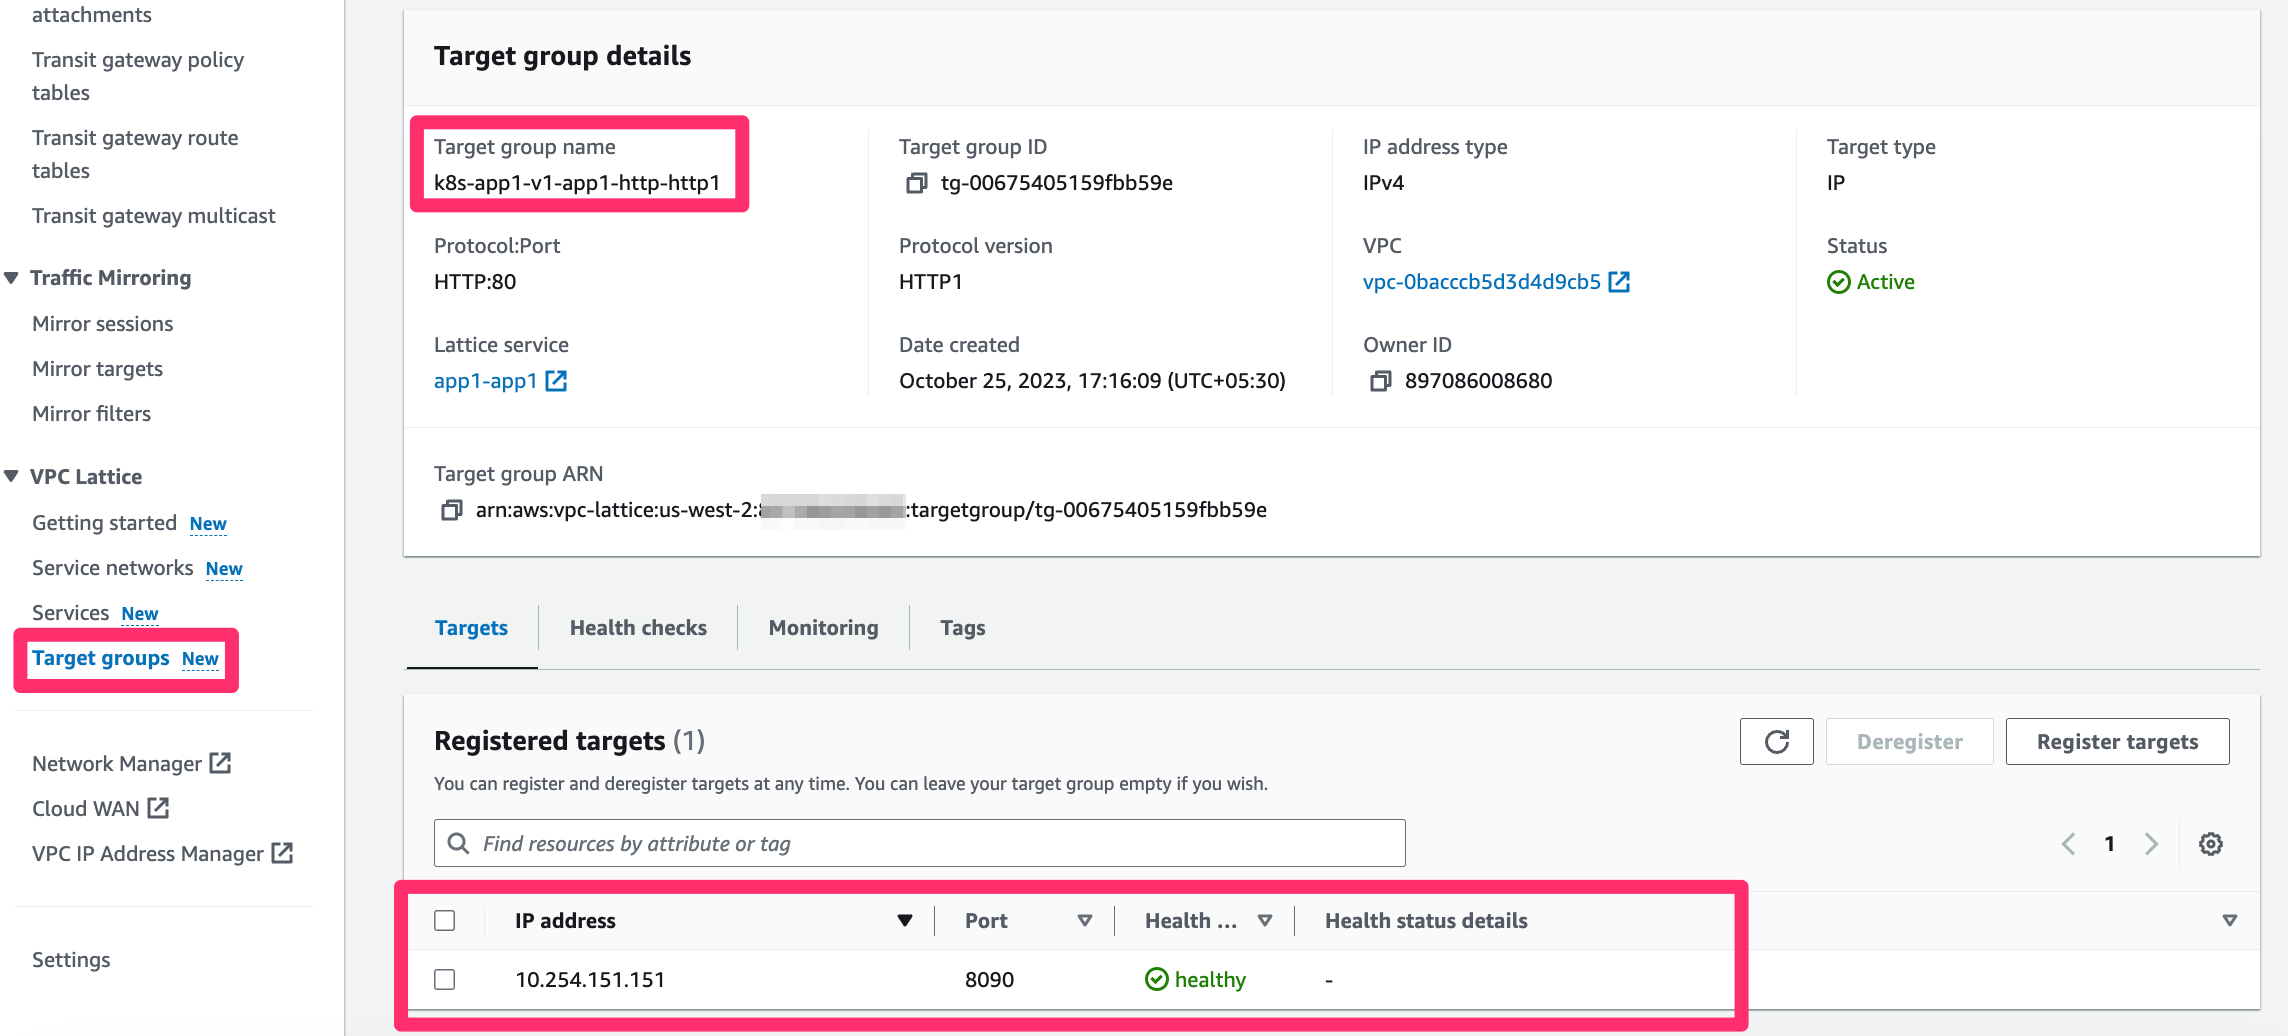 attachments
Transit gateway policy
tables
Transit gateway route
tables
Transit gateway multicast
Traffic Mirroring
Mirror sessions
Mirror targets
Mirror filters
VPC Lattice
Getting started New
Service networks New
Services New
Target groups New
Network Manager
Cloud WAN
VPC IP Address Manager
Settings
Target group details
Target group name
k8s-app1-v1-app1-http-http1
Target group ID
tg-00675405159fbb59e
IP address type
IPv4
Target type
IP
Protocol:Port
HTTP:80
Protocol version
HTTP1
VPC
vpc-0bacccb5d3d4d9cb5
Status
Active
Lattice service
app1-app1
Date created
October 25, 2023, 17:16:09 (UTC+05:30)
Owner ID
897086008680
Target group ARN
arn:aws:vpc-lattice:us-west-2: :targetgroup/tg-00675405159fbb59e
Targets Health checks Monitoring Tags
Registered targets (1)
Deregister Register targets
You can register and deregister targets at any time. You can leave your target group empty if you wish.
Find resources by attribute or tag
1
IP address Port Health ... Health status details
10.254.151.151 8090 healthy -